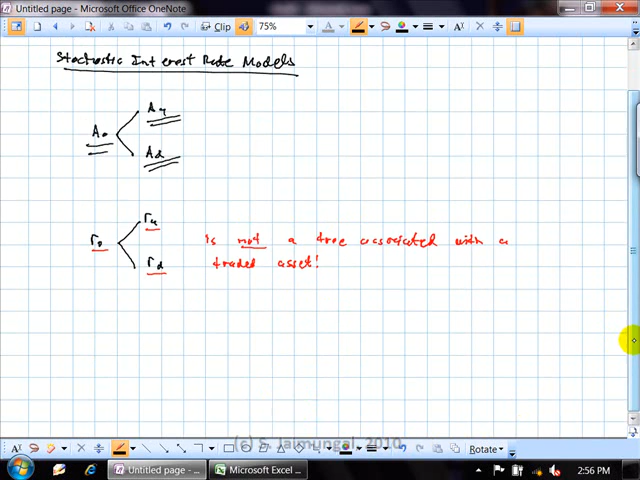 Untitled page - Microsoft Office OneNote
Clip
75%
Stochastic Interest Rate Models
Au
A0
Ad
ru
r0
is not a tree associated with a
rd
traded asset!
(c) S. Jaimungal, 2010
Rotate
Untitled page - ...
Microsoft Excel ...
2:56 PM